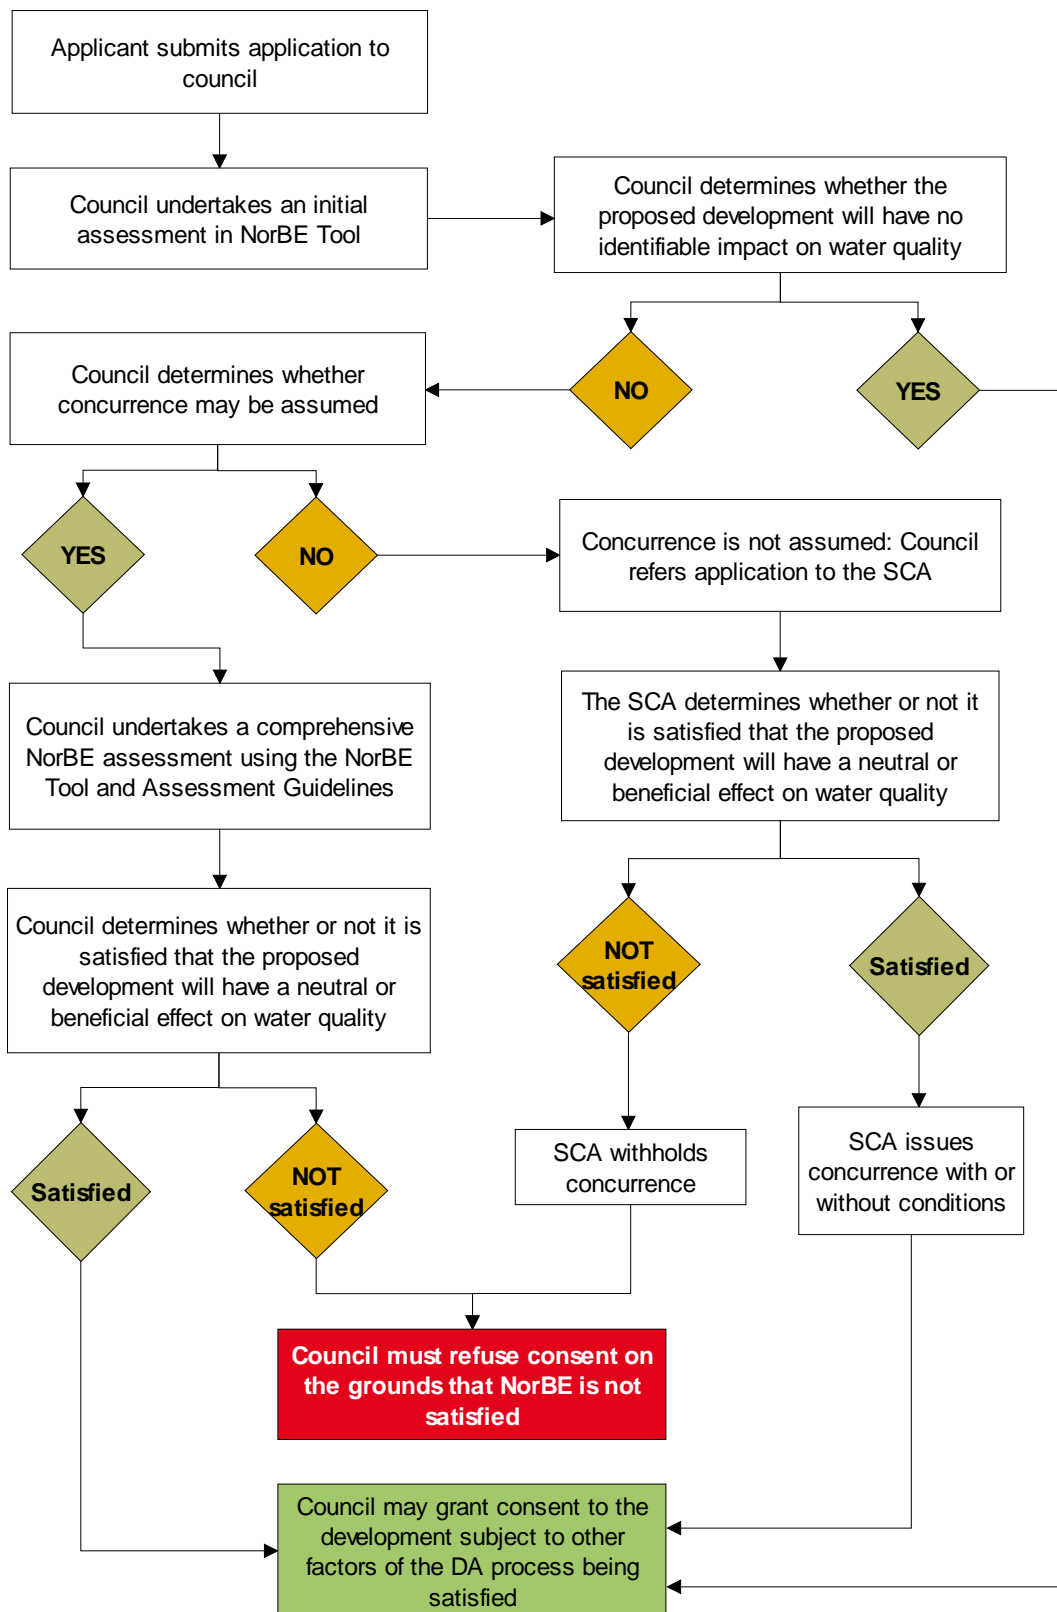 Applicant submits application to
council
Council undertakes an initial
assessment in NorBE Tool
Council determines whether the
proposed development will have no
identifiable impact on water quality
NO
YES
Council determines whether
concurrence may be assumed
YES
NO
Concurrence is not assumed: Council
refers application to the SCA
Council undertakes a comprehensive
NorBE assessment using the NorBE
Tool and Assessment Guidelines
The SCA determines whether or not it
is satisfied that the proposed
development will have a neutral or
beneficial effect on water quality
Council determines whether or not it is
satisfied that the proposed
development will have a neutral or
beneficial effect on water quality
NOT
satisfied
Satisfied
Satisfied
NOT
satisfied
SCA withholds
concurrence
SCA issues
concurrence with or
without conditions
Council must refuse consent on
the grounds that NorBE is not
satisfied
Council may grant consent to the
development subject to other
factors of the DA process being
satisfied